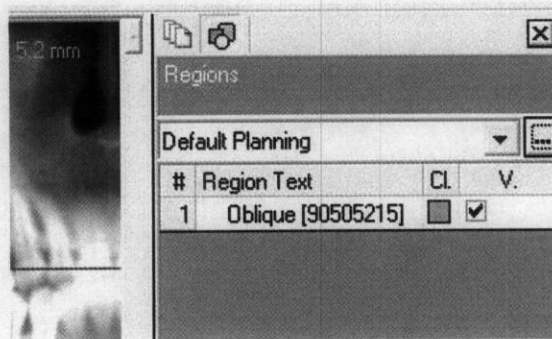 5.2 mm
Regions
Default Planning
# Region Text Cl. V.
1 Oblique [90505215]